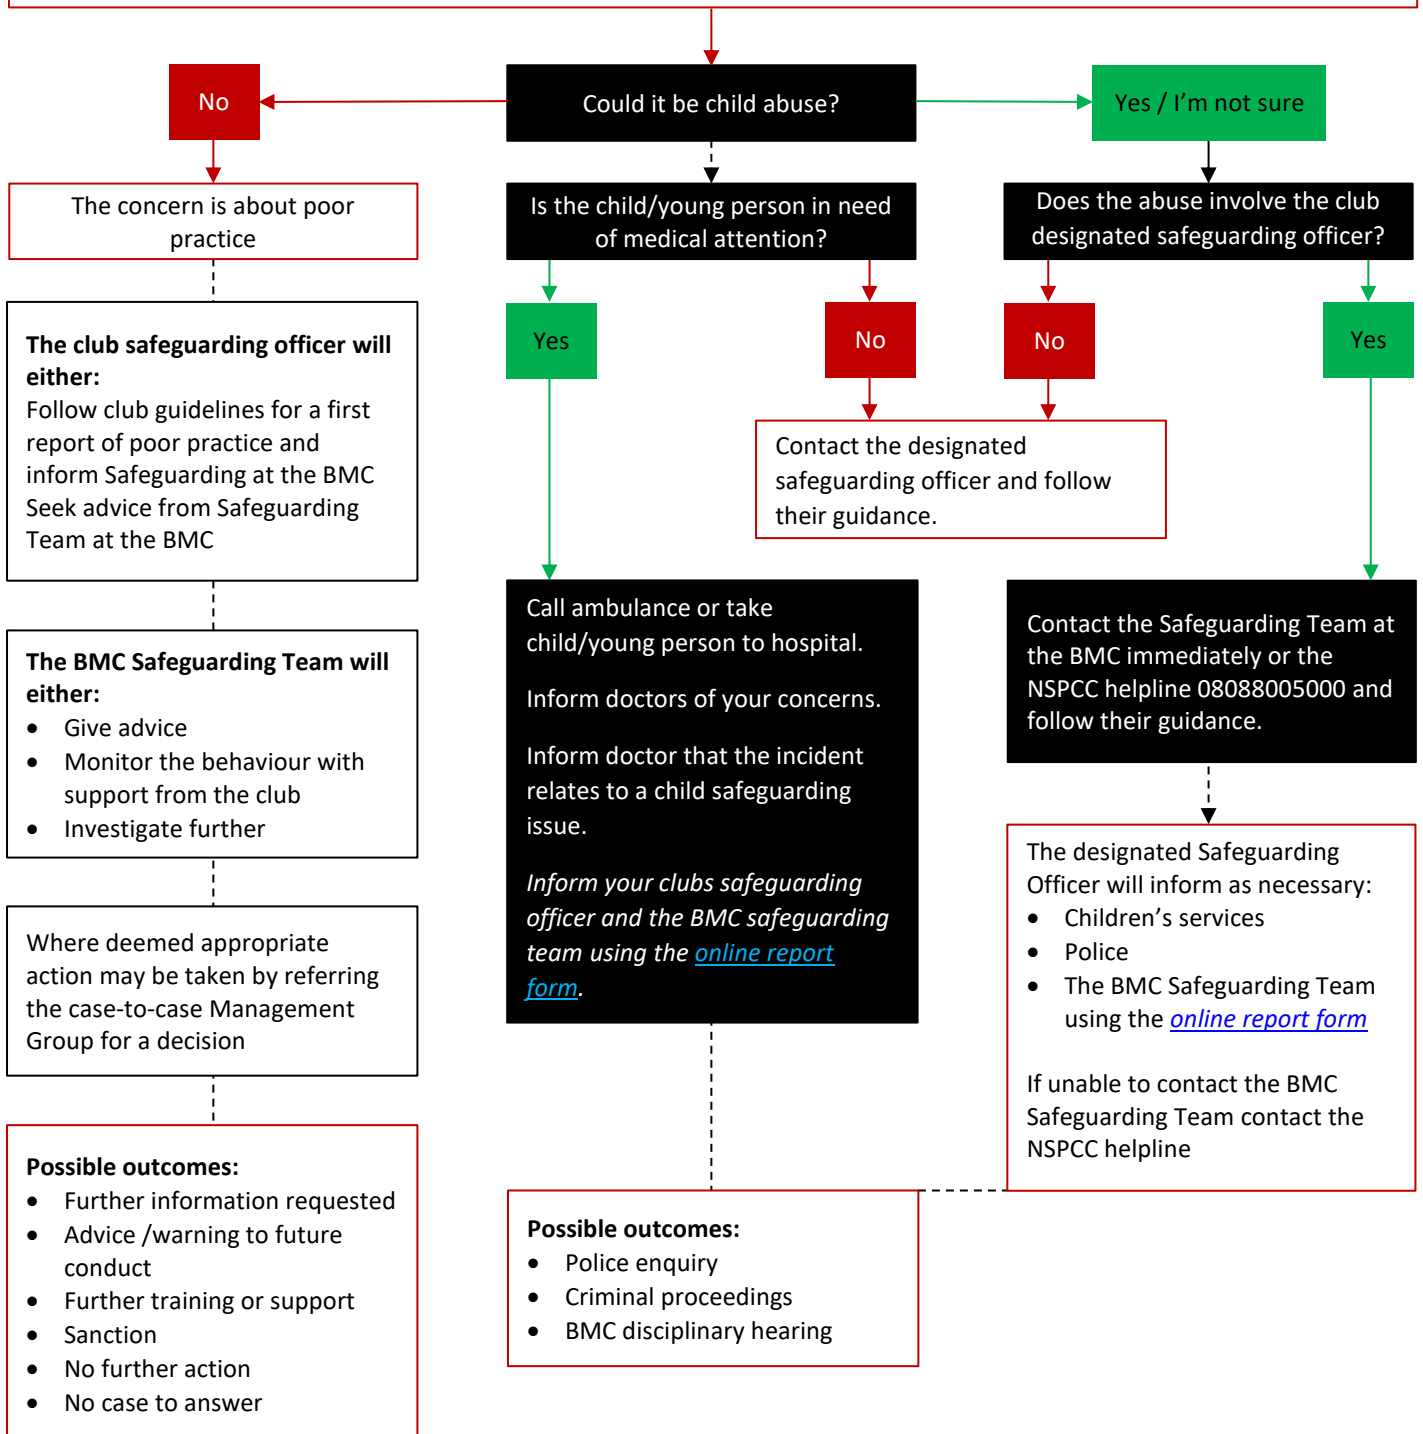 No
Could it be child abuse?
Yes / I’m not sure
The concern is about poor
practice
Is the child/young person in need
of medical attention?
Does the abuse involve the club
designated safeguarding officer?
The club safeguarding officer will
either:
Follow club guidelines for a first
report of poor practice and
inform Safeguarding at the BMC
Seek advice from Safeguarding
Team at the BMC
Yes
No
No
Yes
Contact the designated
safeguarding officer and follow
their guidance.
The BMC Safeguarding Team will
either:
• Give advice
• Monitor the behaviour with
support from the club
• Investigate further
Call ambulance or take
child/young person to hospital.
Inform doctors of your concerns.
Inform doctor that the incident
relates to a child safeguarding
issue.
Inform your clubs safeguarding
officer and the BMC safeguarding
team using the online report
form.
Contact the Safeguarding Team at
the BMC immediately or the
NSPCC helpline 08088005000 and
follow their guidance.
Where deemed appropriate
action may be taken by referring
the case-to-case Management
Group for a decision
The designated Safeguarding
Officer will inform as necessary:
• Children’s services
• Police
• The BMC Safeguarding Team
using the online report form
If unable to contact the BMC
Safeguarding Team contact the
NSPCC helpline
Possible outcomes:
• Further information requested
• Advice /warning to future
conduct
• Further training or support
• Sanction
• No further action
• No case to answer
Possible outcomes:
• Police enquiry
• Criminal proceedings
• BMC disciplinary hearing